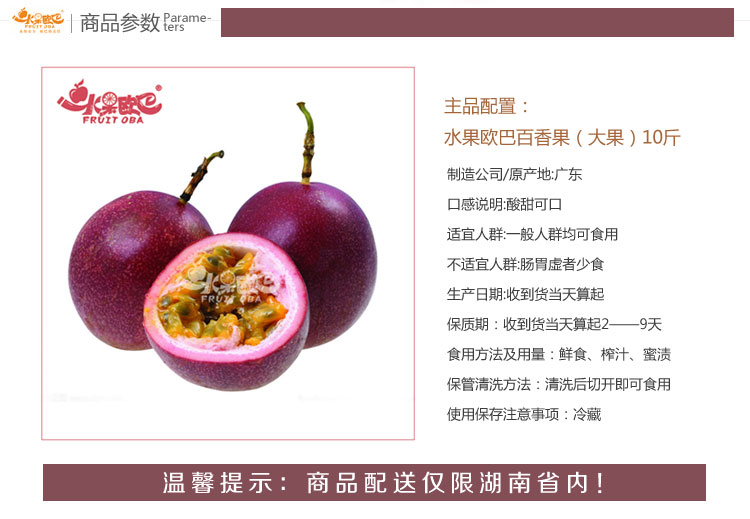 水果欧巴
FRUIT OBA
商品参数
Parame-
ters
水果欧巴
FRUIT OBA
水果欧巴
FRUIT OBA
主品配置：
水果欧巴百香果（大果）10斤
制造公司/原产地:广东
口感说明:酸甜可口
适宜人群:一般人群均可食用
不适宜人群:肠胃虚者少食
生产日期:收到货当天算起
保质期：收到货当天算起2——9天
食用方法及用量：鲜食、榨汁、蜜渍
保管清洗方法：清洗后切开即可食用
使用保存注意事项：冷藏
温馨提示：商品配送仅限湖南省内！